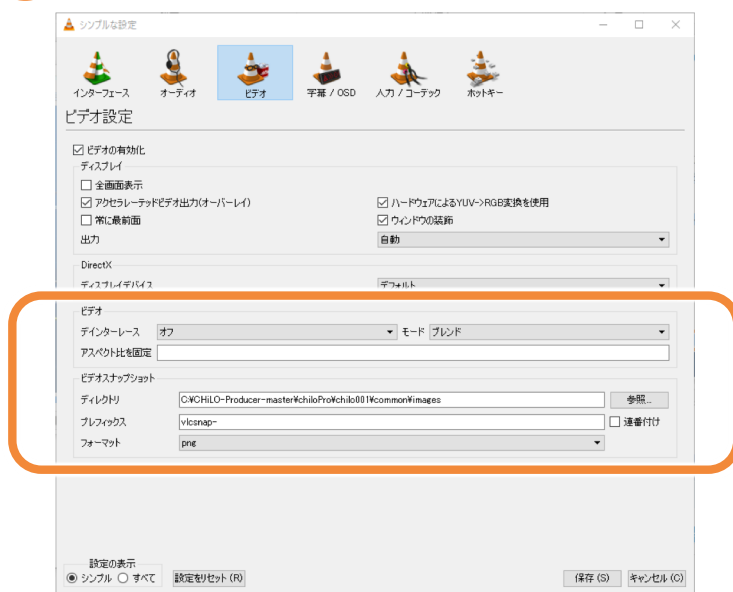 シンプルな設定
インターフェース オーディオ ビデオ 字幕 / OSD 入力 / コーデック ホットキー
ビデオ設定
ビデオの有効化
ディスプレイ
全画面表示
アクセラレーテッドビデオ出力(オーバーレイ) ハードウェアによるYUV->RGB変換を使用
常に最前面 ウィンドウの装飾
出力 自動
DirectX
ディスプレイデバイス デフォルト
ビデオ
デインターレース オフ モード ブレンド
アスペクト比を固定
ビデオスナップショット
ディレクトリ C:¥CHiLO-Producer-master¥chiloPro¥chilo001¥common¥images 参照...
プレフィックス vlcsnap- 連番付け
フォーマット png
設定の表示
シンプル すべて 設定をリセット (R) 保存 (S) キャンセル (C)